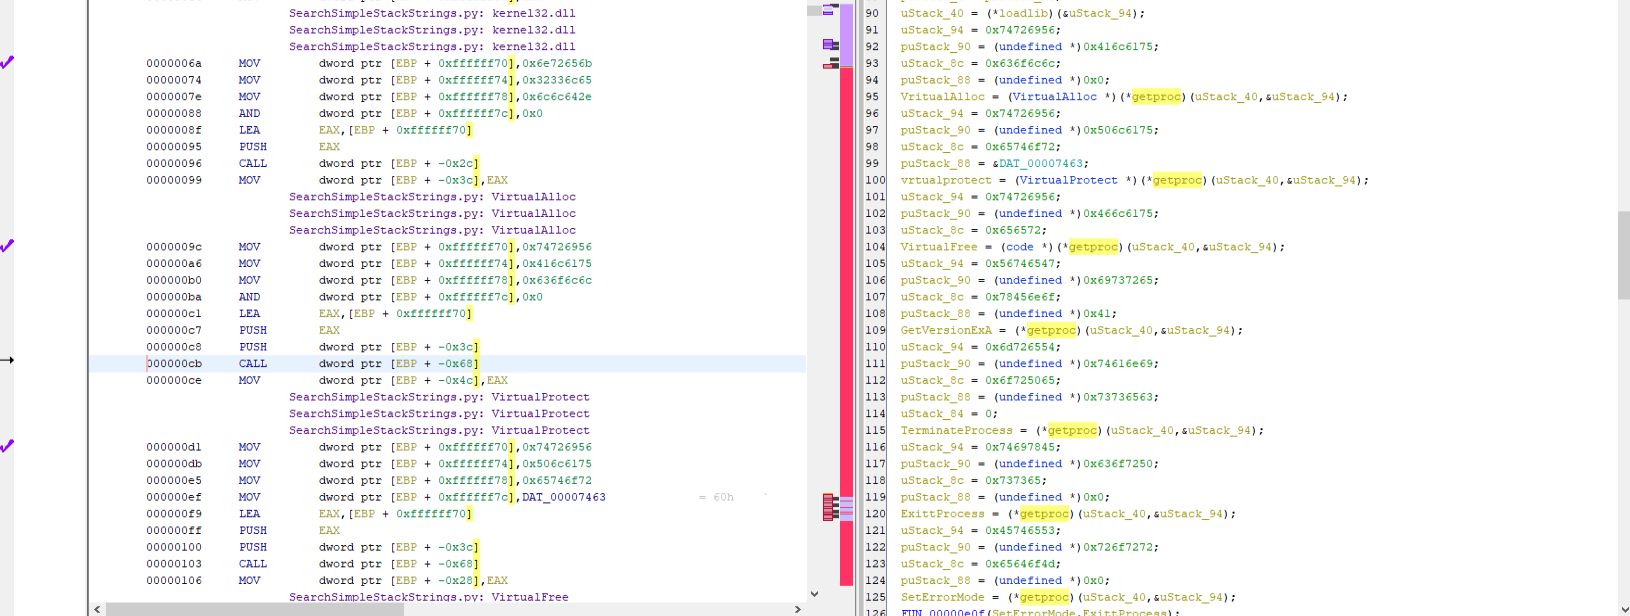 SearchSimpleStackStrings.py: kernel32.dll
SearchSimpleStackStrings.py: kernel32.dll
SearchSimpleStackStrings.py: kernel32.dll
0000006a MOV dword ptr [EBP + 0xffffff70],0x6e72656b
00000074 MOV dword ptr [EBP + 0xffffff74],0x32336c65
0000007e MOV dword ptr [EBP + 0xffffff78],0x6c6c642e
00000088 AND dword ptr [EBP + 0xffffff7c],0x0
0000008f LEA EAX,[EBP + 0xffffff70]
00000095 PUSH EAX
00000096 CALL dword ptr [EBP + -0x2c]
00000099 MOV dword ptr [EBP + -0x3c],EAX
SearchSimpleStackStrings.py: VirtualAlloc
SearchSimpleStackStrings.py: VirtualAlloc
SearchSimpleStackStrings.py: VirtualAlloc
0000009c MOV dword ptr [EBP + 0xffffff70],0x74726956
000000a6 MOV dword ptr [EBP + 0xffffff74],0x416c6175
000000b0 MOV dword ptr [EBP + 0xffffff78],0x636f6c6c
000000ba AND dword ptr [EBP + 0xffffff7c],0x0
000000c1 LEA EAX,[EBP + 0xffffff70]
000000c7 PUSH EAX
000000c8 PUSH dword ptr [EBP + -0x3c]
000000cb CALL dword ptr [EBP + -0x68]
000000ce MOV dword ptr [EBP + -0x4c],EAX
SearchSimpleStackStrings.py: VirtualProtect
SearchSimpleStackStrings.py: VirtualProtect
SearchSimpleStackStrings.py: VirtualProtect
000000d1 MOV dword ptr [EBP + 0xffffff70],0x74726956
000000db MOV dword ptr [EBP + 0xffffff74],0x506c6175
000000e5 MOV dword ptr [EBP + 0xffffff78],0x65746f72
000000ef MOV dword ptr [EBP + 0xffffff7c],DAT_00007463 = 60h `
000000f9 LEA EAX,[EBP + 0xffffff70]
000000ff PUSH EAX
00000100 PUSH dword ptr [EBP + -0x3c]
00000103 CALL dword ptr [EBP + -0x68]
00000106 MOV dword ptr [EBP + -0x28],EAX
SearchSimpleStackStrings.py: VirtualFree
90 uStack_40 = (*loadlib)(&uStack_94);
91 uStack_94 = 0x74726956;
92 puStack_90 = (undefined *)0x416c6175;
93 uStack_8c = 0x636f6c6c;
94 puStack_88 = (undefined *)0x0;
95 VritualAlloc = (VirtualAlloc *)(*getproc)(uStack_40,&uStack_94);
96 uStack_94 = 0x74726956;
97 puStack_90 = (undefined *)0x506c6175;
98 uStack_8c = 0x65746f72;
99 puStack_88 = &DAT_00007463;
100 vrtualprotect = (VirtualProtect *)(*getproc)(uStack_40,&uStack_94);
101 uStack_94 = 0x74726956;
102 puStack_90 = (undefined *)0x466c6175;
103 uStack_8c = 0x656572;
104 VirtualFree = (code *)(*getproc)(uStack_40,&uStack_94);
105 uStack_94 = 0x56746547;
106 puStack_90 = (undefined *)0x69737265;
107 uStack_8c = 0x78456e6f;
108 puStack_88 = (undefined *)0x41;
109 GetVersionExA = (*getproc)(uStack_40,&uStack_94);
110 uStack_94 = 0x6d726554;
111 puStack_90 = (undefined *)0x74616e69;
112 uStack_8c = 0x6f725065;
113 puStack_88 = (undefined *)0x73736563;
114 uStack_84 = 0;
115 TerminateProcess = (*getproc)(uStack_40,&uStack_94);
116 uStack_94 = 0x74697845;
117 puStack_90 = (undefined *)0x636f7250;
118 uStack_8c = 0x737365;
119 puStack_88 = (undefined *)0x0;
120 ExittProcess = (*getproc)(uStack_40,&uStack_94);
121 uStack_94 = 0x45746553;
122 puStack_90 = (undefined *)0x726f7272;
123 uStack_8c = 0x65646f4d;
124 puStack_88 = (undefined *)0x0;
125 SetErrorMode = (*getproc)(uStack_40,&uStack_94);
126 FUN_00000e0f(SetErrorMode,ExittProcess);